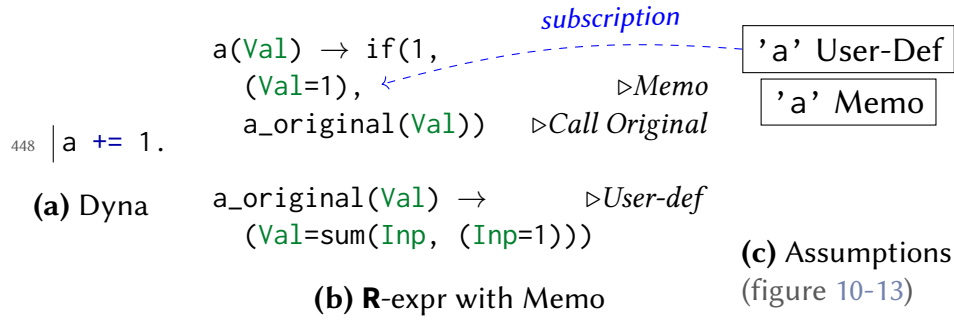 448 a += 1.
(a) Dyna
a(Val) → if(1,
(Val=1), ▹Memo
a_original(Val)) ▹Call Original
a_original(Val) → ▹User-def
(Val=sum(Inp, (Inp=1)))
(b) R-expr with Memo
subscription
'a' User-Def
'a' Memo
(c) Assumptions
(figure 10-13)